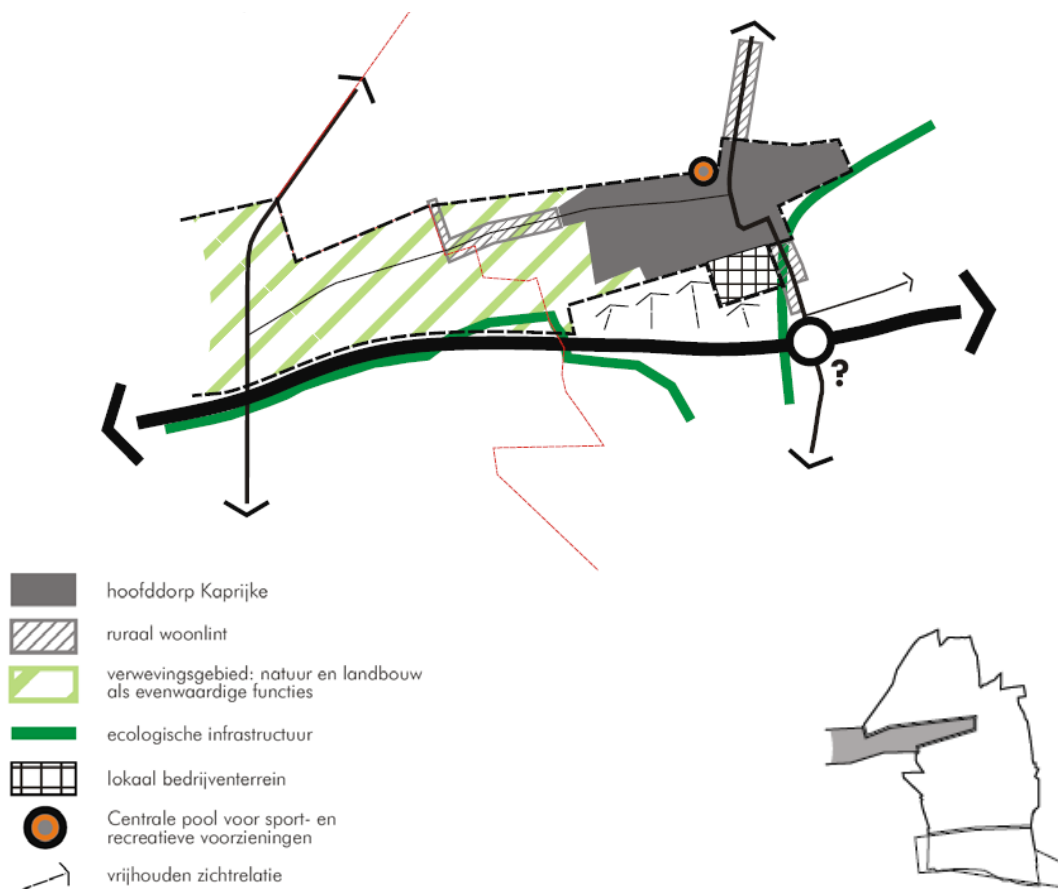 ?
hoofddorp Kaprijke
ruraal woonlint
verwevingsgebied: natuur en landbouw
als evenwaardige functies
ecologische infrastructuur
lokaal bedrijventerrein
Centrale pool voor sport- en
recreatieve voorzieningen
vrijhouden zichtrelatie